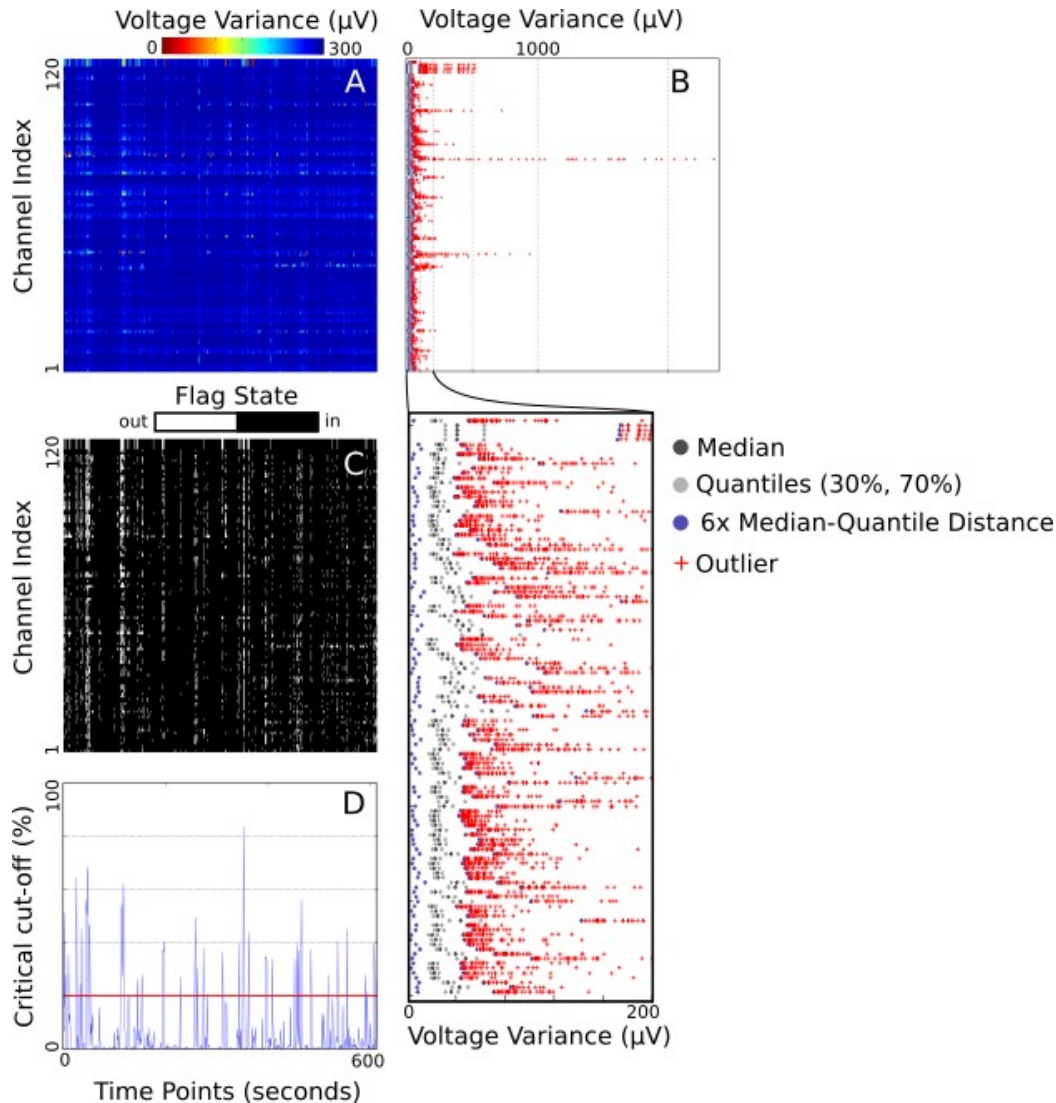 Voltage Variance (μV)
0 300
A
120
Channel Index
1
Voltage Variance (μV)
0 1000
B
Flag State
out in
C
120
Channel Index
1
Median
Quantiles (30%, 70%)
6x Median-Quantile Distance
Outlier
0 200
Voltage Variance (μV)
D
100
Critical cut-off (%)
0
0 600
Time Points (seconds)